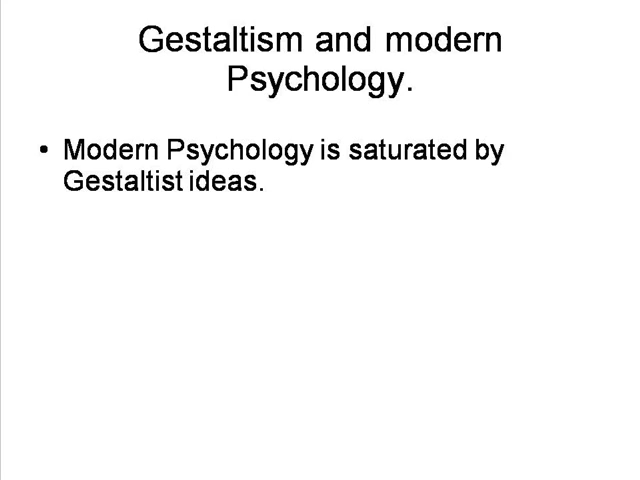 Gestaltism and modern
Psychology.
• Modern Psychology is saturated by
Gestaltist ideas.